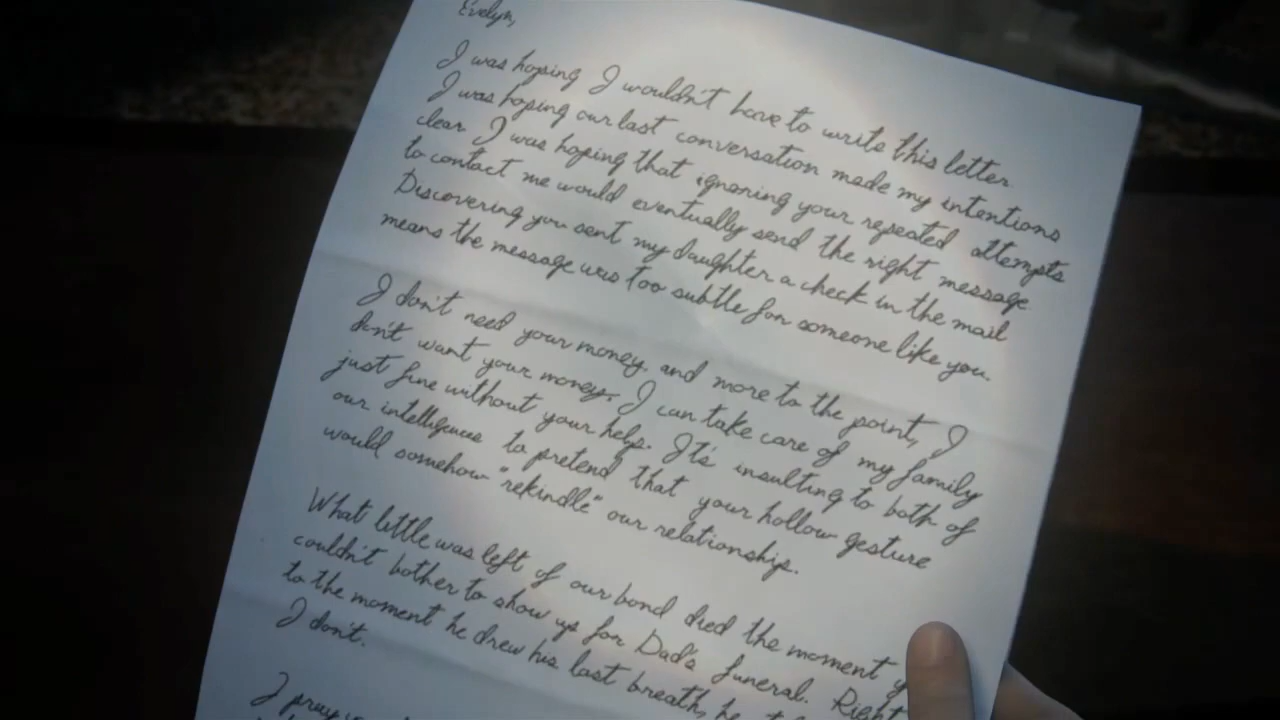 Evelyn,
I was hoping I wouldn't have to write this letter.
I was hoping our last conversation made my intentions
clear. I was hoping that ignoring your repeated attempts
to contact me would eventually send the right message.
Discovering you sent my daughter a check in the mail
means the message was too subtle for someone like you.
I don't need your money, and more to the point, I
don't want your money. I can take care of my family
just fine without your help. It's insulting to both of
our intelligences to pretend that your hollow gesture
would somehow "rekindle" our relationship.
What little was left of our bond died the moment
couldn't bother to show up for Dad's funeral. Right
to the moment he drew his last breath, he
I don't.
I pray